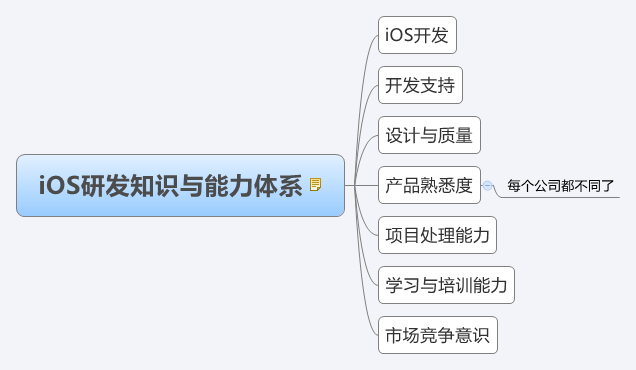 iOS研发知识与能力体系
iOS开发
开发支持
设计与质量
产品熟悉度
每个公司都不同了
项目处理能力
学习与培训能力
市场竞争意识